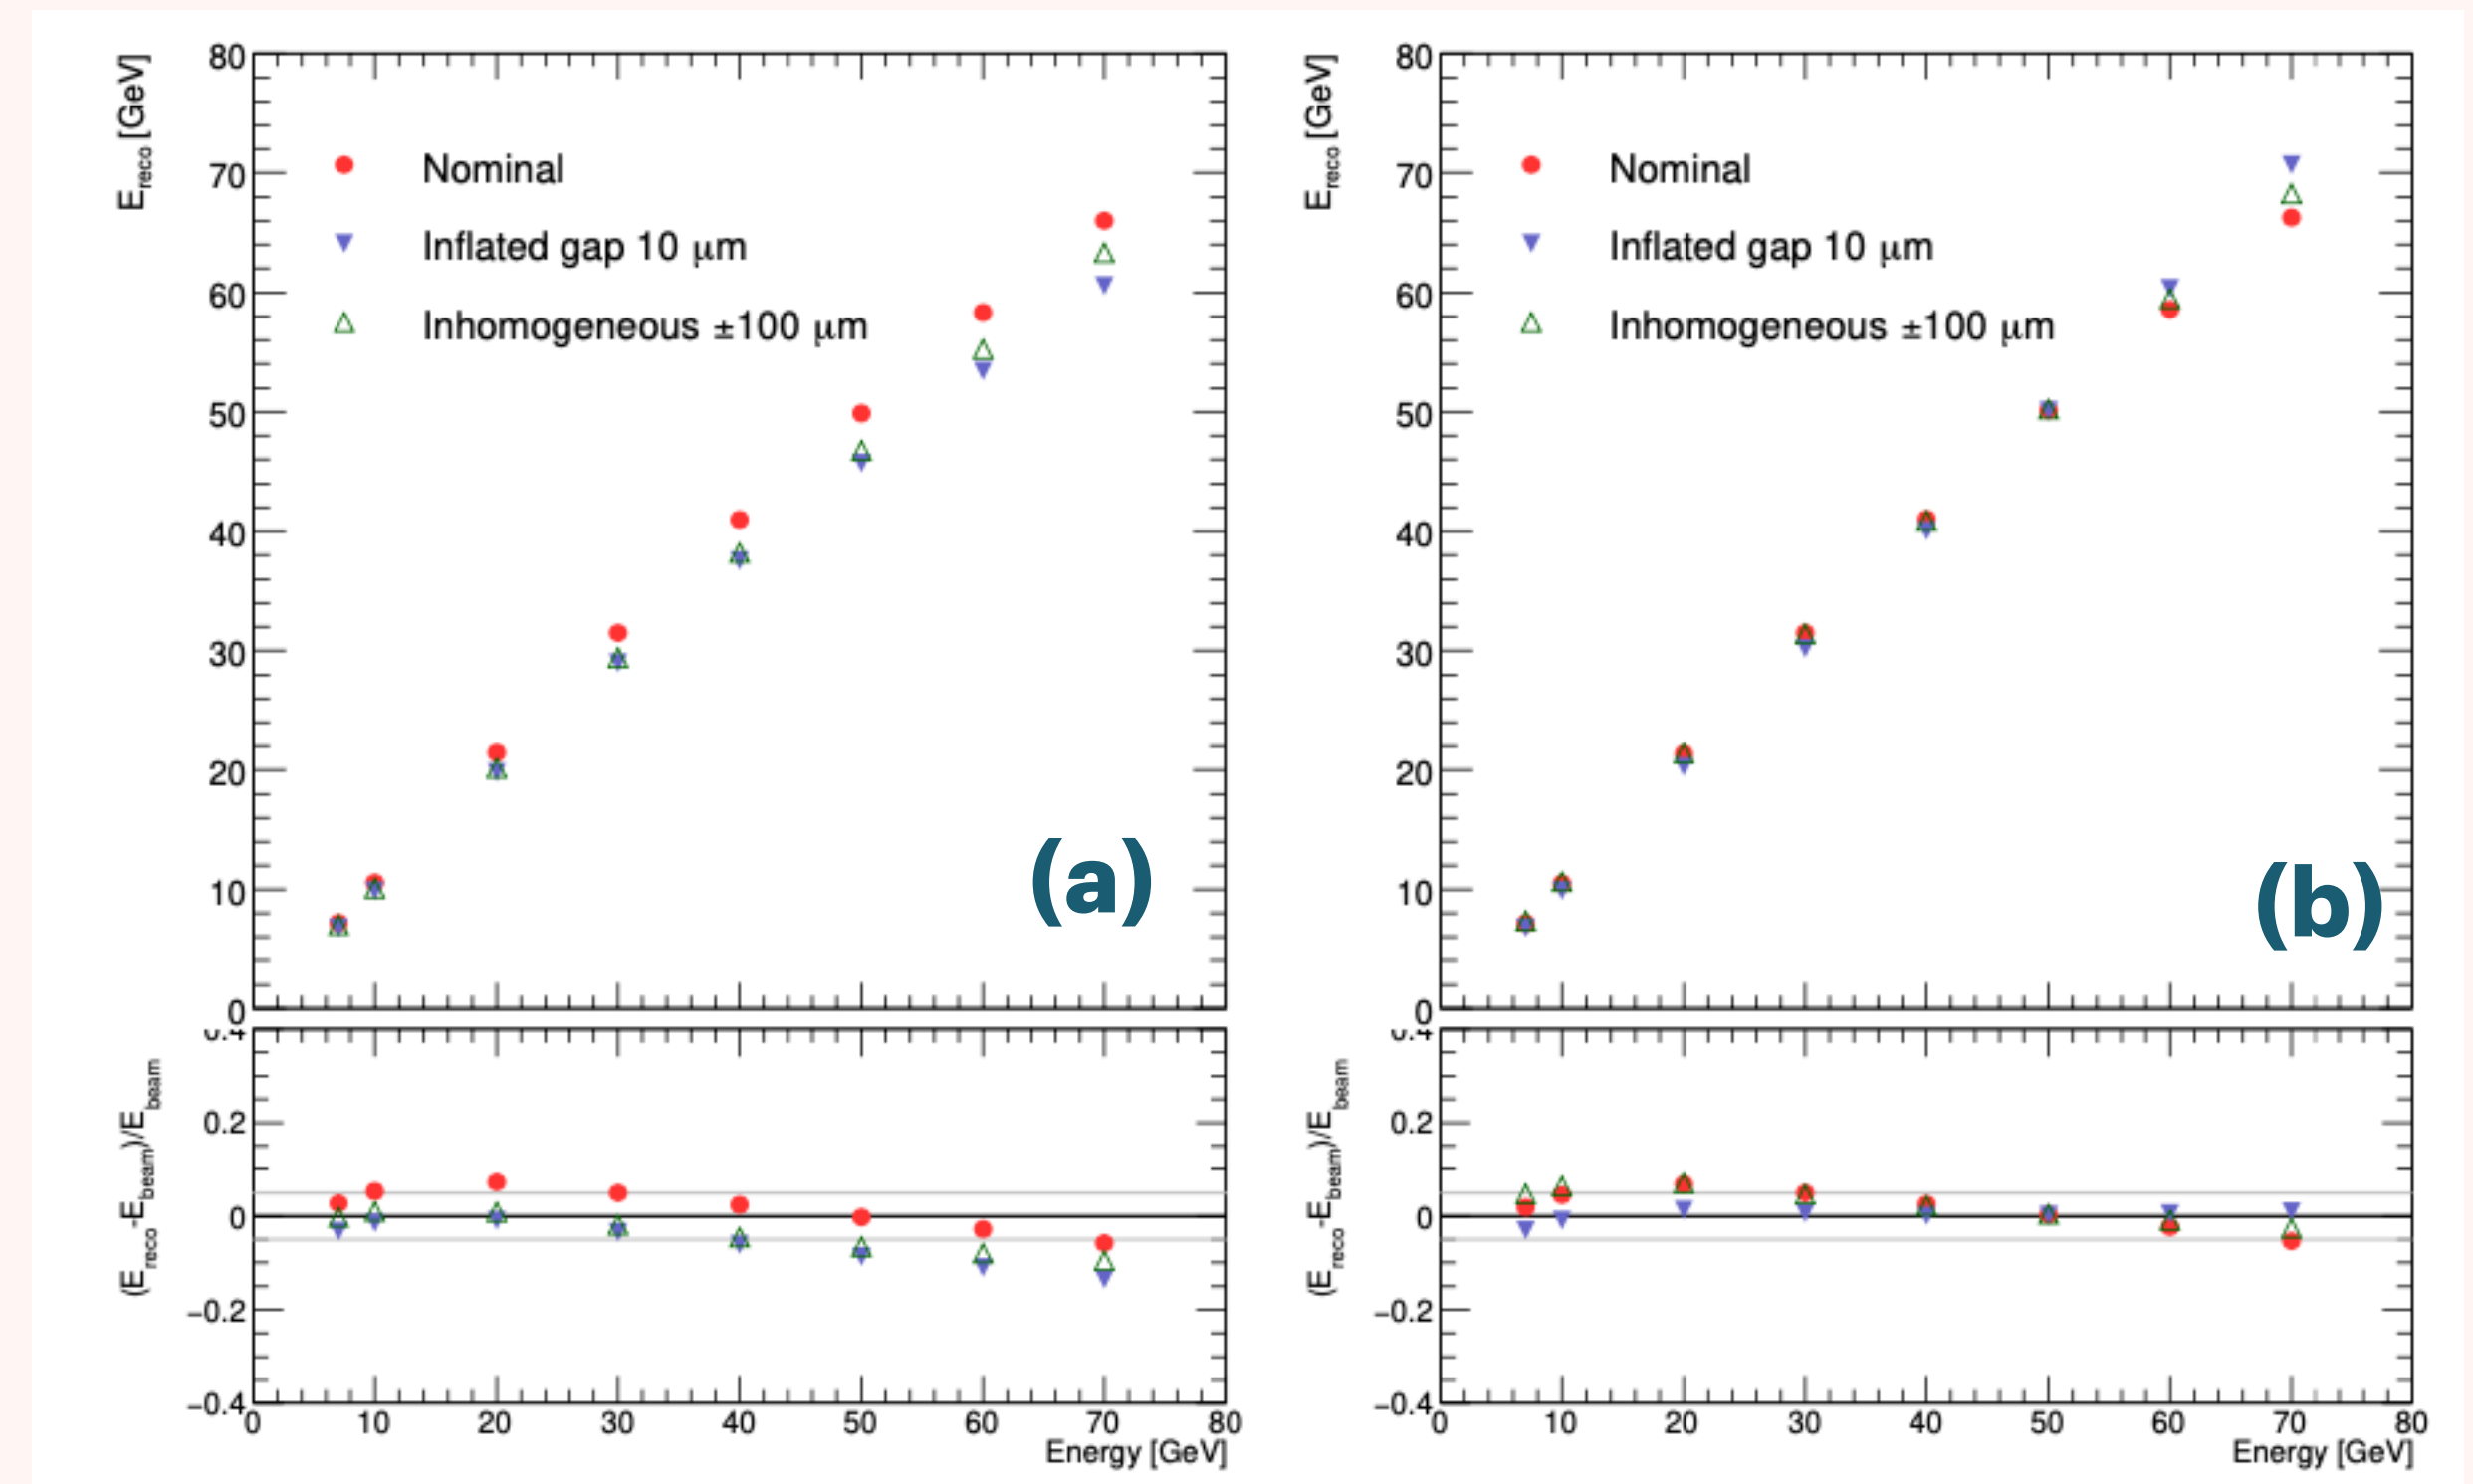 80
E_reco [GeV]
70
60
50
40
30
20
10
0
Nominal
Inflated gap 10 μm
Inhomogeneous ±100 μm
(a)
0.4
0.2
0
−0.2
−0.4
(E_reco-E_beam)/E_beam
0 10 20 30 40 50 60 70 80
Energy [GeV]
80
E_reco [GeV]
70
60
50
40
30
20
10
0
Nominal
Inflated gap 10 μm
Inhomogeneous ±100 μm
(b)
0.4
0.2
0
−0.2
−0.4
(E_reco-E_beam)/E_beam
0 10 20 30 40 50 60 70 80
Energy [GeV]